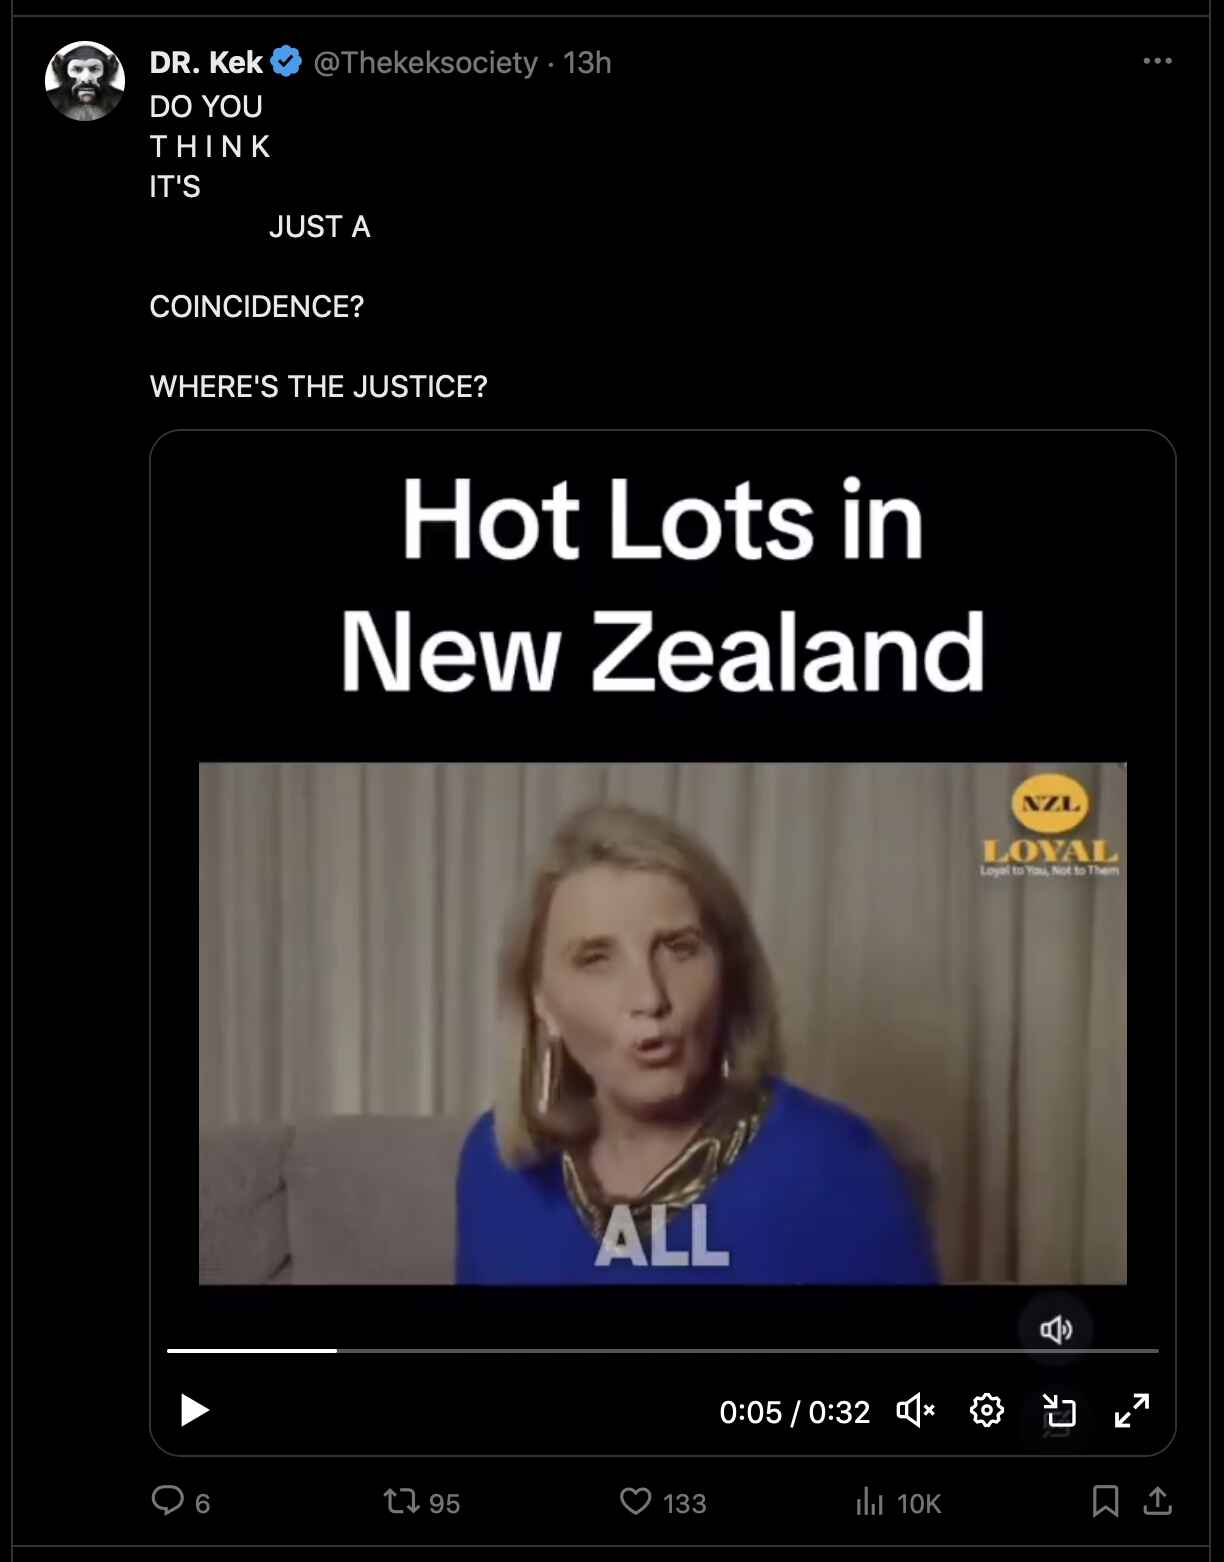 DR. Kek @Thekeksociety · 13h
DO YOU
T H I N K
IT'S
JUST A
COINCIDENCE?
WHERE'S THE JUSTICE?
Hot Lots in
New Zealand
NZL
LOYAL
Loyal to You, Not to Them
ALL
0:05 / 0:32
6 95 133 10K